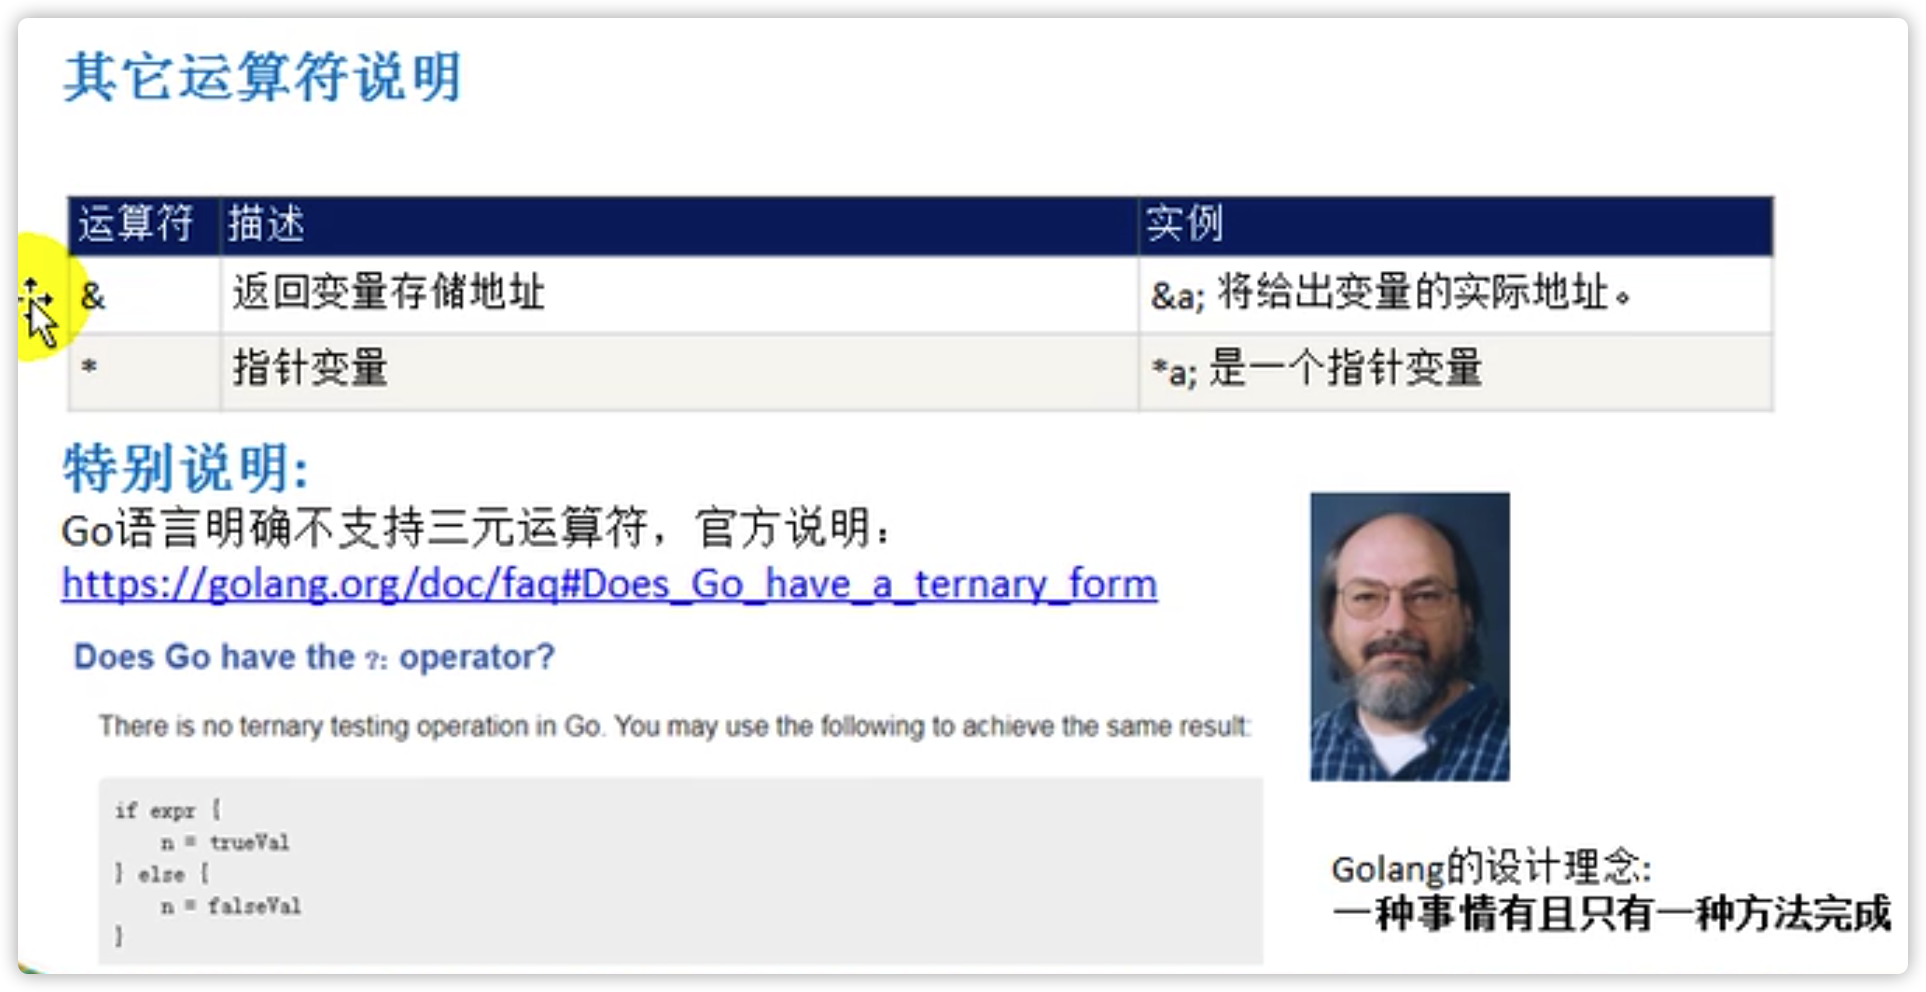 其它运算符说明
运算符 描述 实例
& 返回变量存储地址 &a; 将给出变量的实际地址。
* 指针变量 *a; 是一个指针变量
特别说明:
Go语言明确不支持三元运算符，官方说明：
https://golang.org/doc/faq#Does_Go_have_a_ternary_form
Does Go have the ?: operator?
There is no ternary testing operation in Go. You may use the following to achieve the same result:
if expr {
    n = trueVal
} else {
    n = falseVal
}
Golang的设计理念:
一种事情有且只有一种方法完成